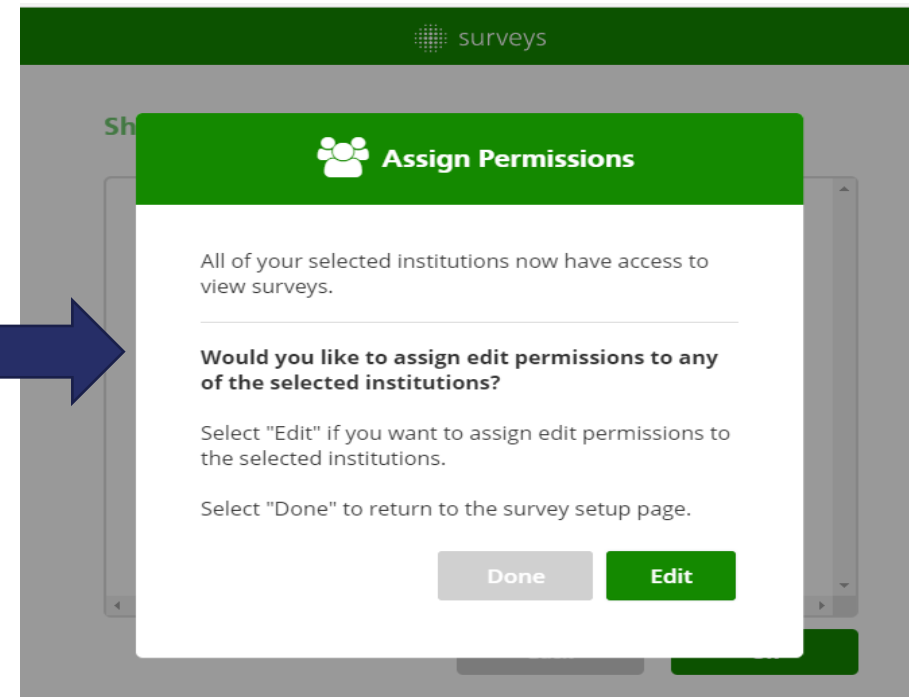 surveys
Sh
Assign Permissions
All of your selected institutions now have access to
view surveys.
Would you like to assign edit permissions to any
of the selected institutions?
Select "Edit" if you want to assign edit permissions to
the selected institutions.
Select "Done" to return to the survey setup page.
Done Edit